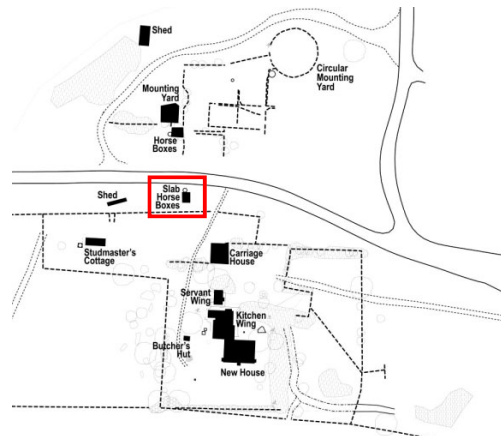 Shed
Circular
Mounting
Yard
Mounting
Yard
Horse
Boxes
Slab
Horse
Boxes
Shed
Studmaster's
Cottage
Carriage
House
Servant
Wing
Kitchen
Wing
Butcher's
Hut
New House